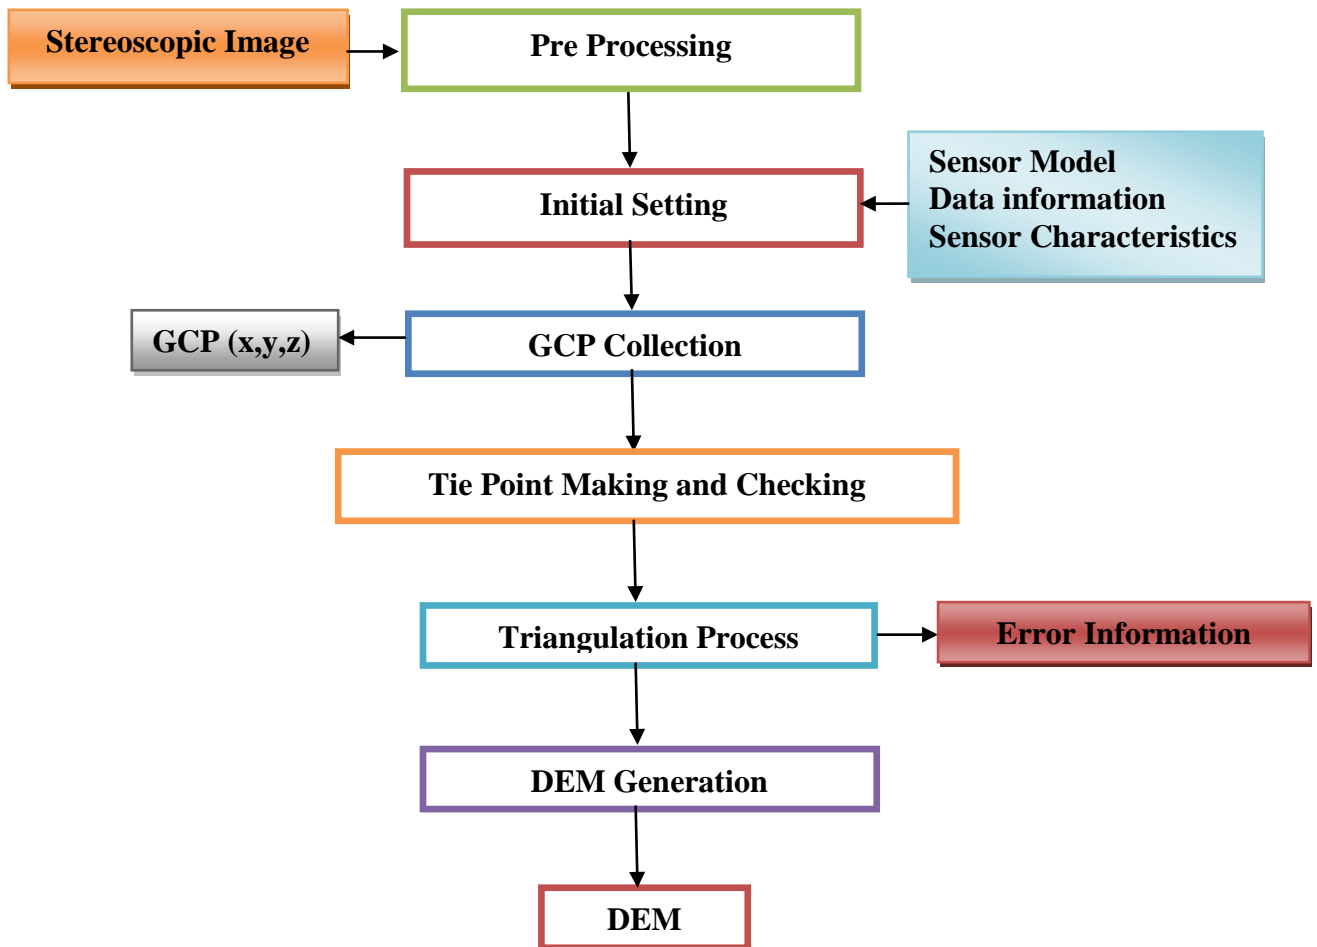 Stereoscopic Image
Pre Processing
Sensor Model
Data information
Sensor Characteristics
Initial Setting
GCP (x,y,z)
GCP Collection
Tie Point Making and Checking
Triangulation Process
Error Information
DEM Generation
DEM